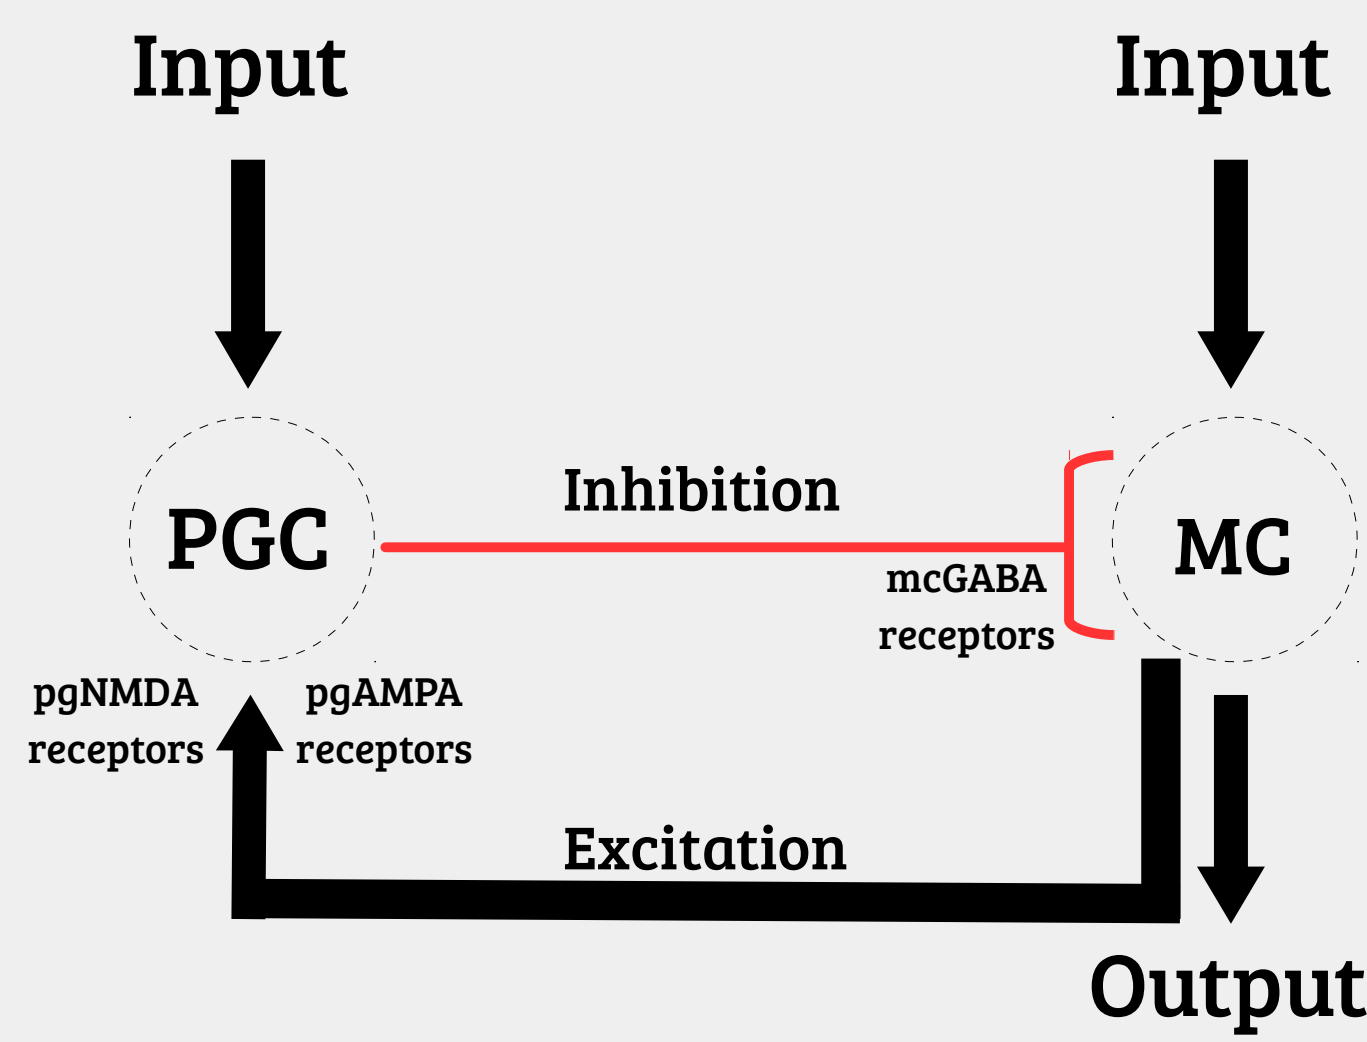 Input
Input
PGC
Inhibition
MC
mcGABA
receptors
pgNMDA
receptors
pgAMPA
receptors
Excitation
Output